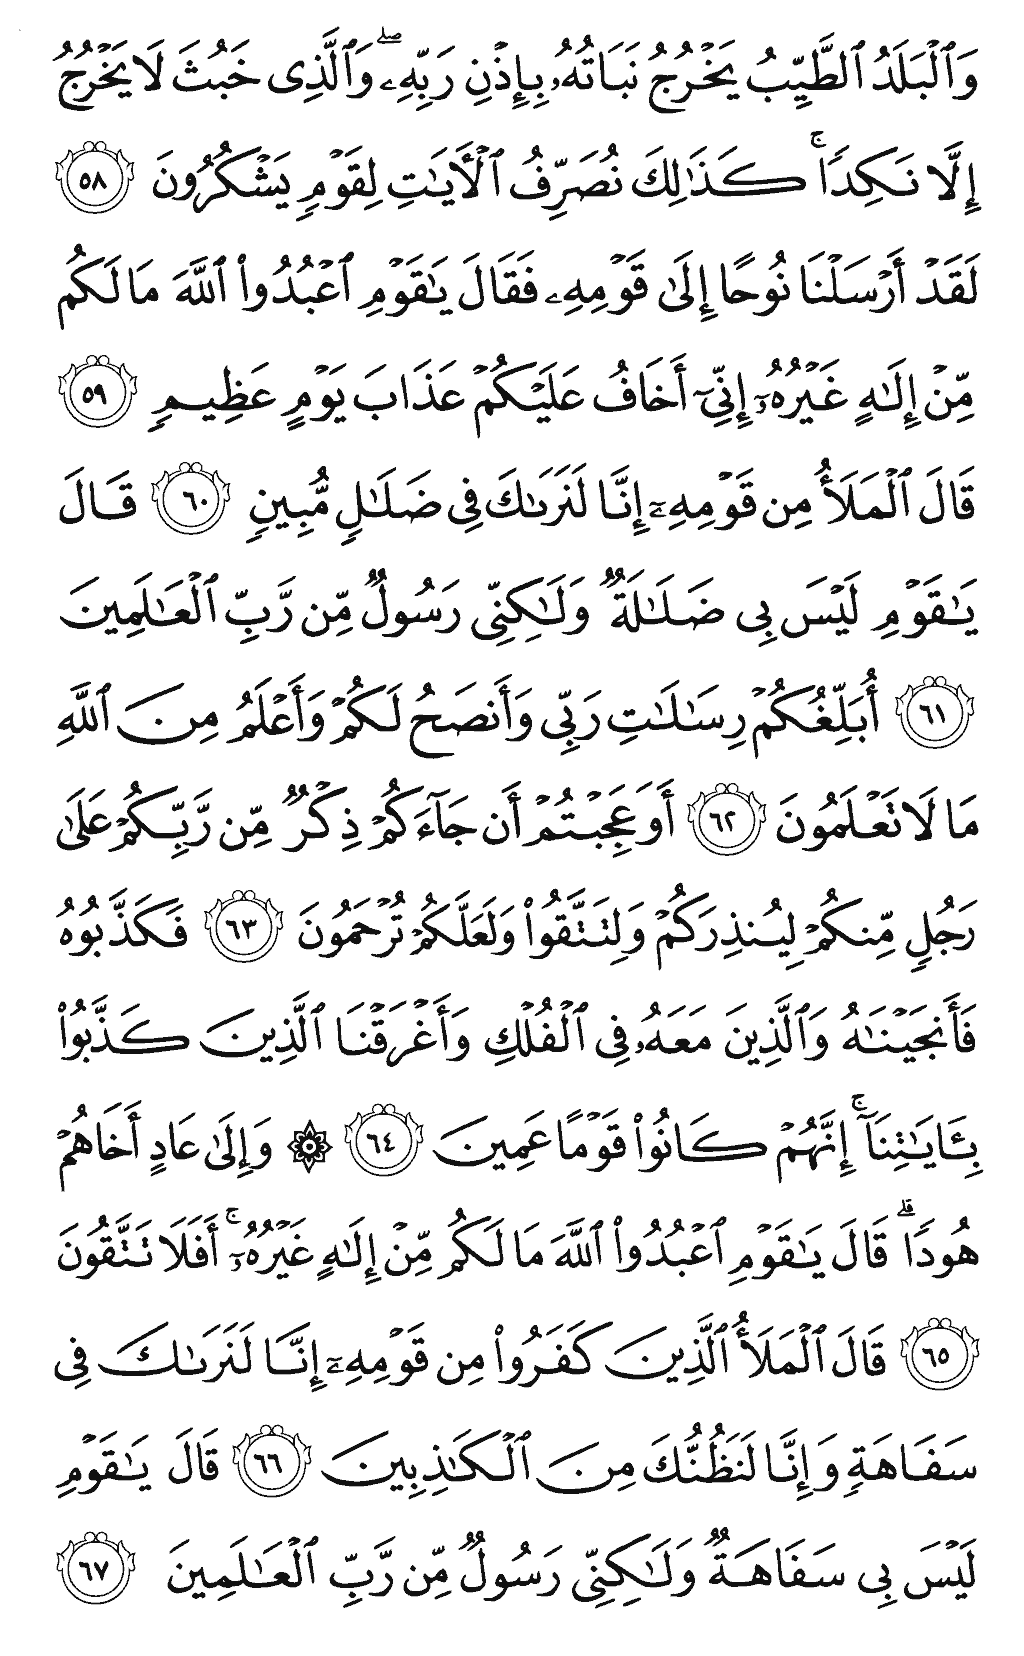 وَٱلْبَلَدُ ٱلطَّيِّبُ يَخْرُجُ نَبَاتُهُۥ بِإِذْنِ رَبِّهِۦ ۖ وَٱلَّذِى خَبُثَ لَا يَخْرُجُ
إِلَّا نَكِدًا ۚ كَذَٰلِكَ نُصَرِّفُ ٱلْـَٔايَٰتِ لِقَوْمٍ يَشْكُرُونَ ٥٨
لَقَدْ أَرْسَلْنَا نُوحًا إِلَىٰ قَوْمِهِۦ فَقَالَ يَٰقَوْمِ ٱعْبُدُوا۟ ٱللَّهَ مَا لَكُم
مِّنْ إِلَٰهٍ غَيْرُهُۥٓ إِنِّىٓ أَخَافُ عَلَيْكُمْ عَذَابَ يَوْمٍ عَظِيمٍ ٥٩
قَالَ ٱلْمَلَأُ مِن قَوْمِهِۦٓ إِنَّا لَنَرَىٰكَ فِى ضَلَٰلٍ مُّبِينٍ ٦٠ قَالَ
يَٰقَوْمِ لَيْسَ بِى ضَلَٰلَةٌ وَلَٰكِنِّى رَسُولٌ مِّن رَّبِّ ٱلْعَٰلَمِينَ
٦١ أُبَلِّغُكُمْ رِسَٰلَٰتِ رَبِّى وَأَنصَحُ لَكُمْ وَأَعْلَمُ مِنَ ٱللَّهِ
مَا لَا تَعْلَمُونَ ٦٢ أَوَعَجِبْتُمْ أَن جَآءَكُمْ ذِكْرٌ مِّن رَّبِّكُمْ عَلَىٰ
رَجُلٍ مِّنكُمْ لِيُنذِرَكُمْ وَلِتَتَّقُوا۟ وَلَعَلَّكُمْ تُرْحَمُونَ ٦٣ فَكَذَّبُوهُ
فَأَنجَيْنَٰهُ وَٱلَّذِينَ مَعَهُۥ فِى ٱلْفُلْكِ وَأَغْرَقْنَا ٱلَّذِينَ كَذَّبُوا۟
بِـَٔايَٰتِنَآ ۚ إِنَّهُمْ كَانُوا۟ قَوْمًا عَمِينَ ٦٤ ۞ وَإِلَىٰ عَادٍ أَخَاهُمْ
هُودًا ۗ قَالَ يَٰقَوْمِ ٱعْبُدُوا۟ ٱللَّهَ مَا لَكُم مِّنْ إِلَٰهٍ غَيْرُهُۥٓ ۚ أَفَلَا تَتَّقُونَ
٦٥ قَالَ ٱلْمَلَأُ ٱلَّذِينَ كَفَرُوا۟ مِن قَوْمِهِۦٓ إِنَّا لَنَرَىٰكَ فِى
سَفَاهَةٍ وَإِنَّا لَنَظُنُّكَ مِنَ ٱلْكَٰذِبِينَ ٦٦ قَالَ يَٰقَوْمِ
لَيْسَ بِى سَفَاهَةٌ وَلَٰكِنِّى رَسُولٌ مِّن رَّبِّ ٱلْعَٰلَمِينَ ٦٧